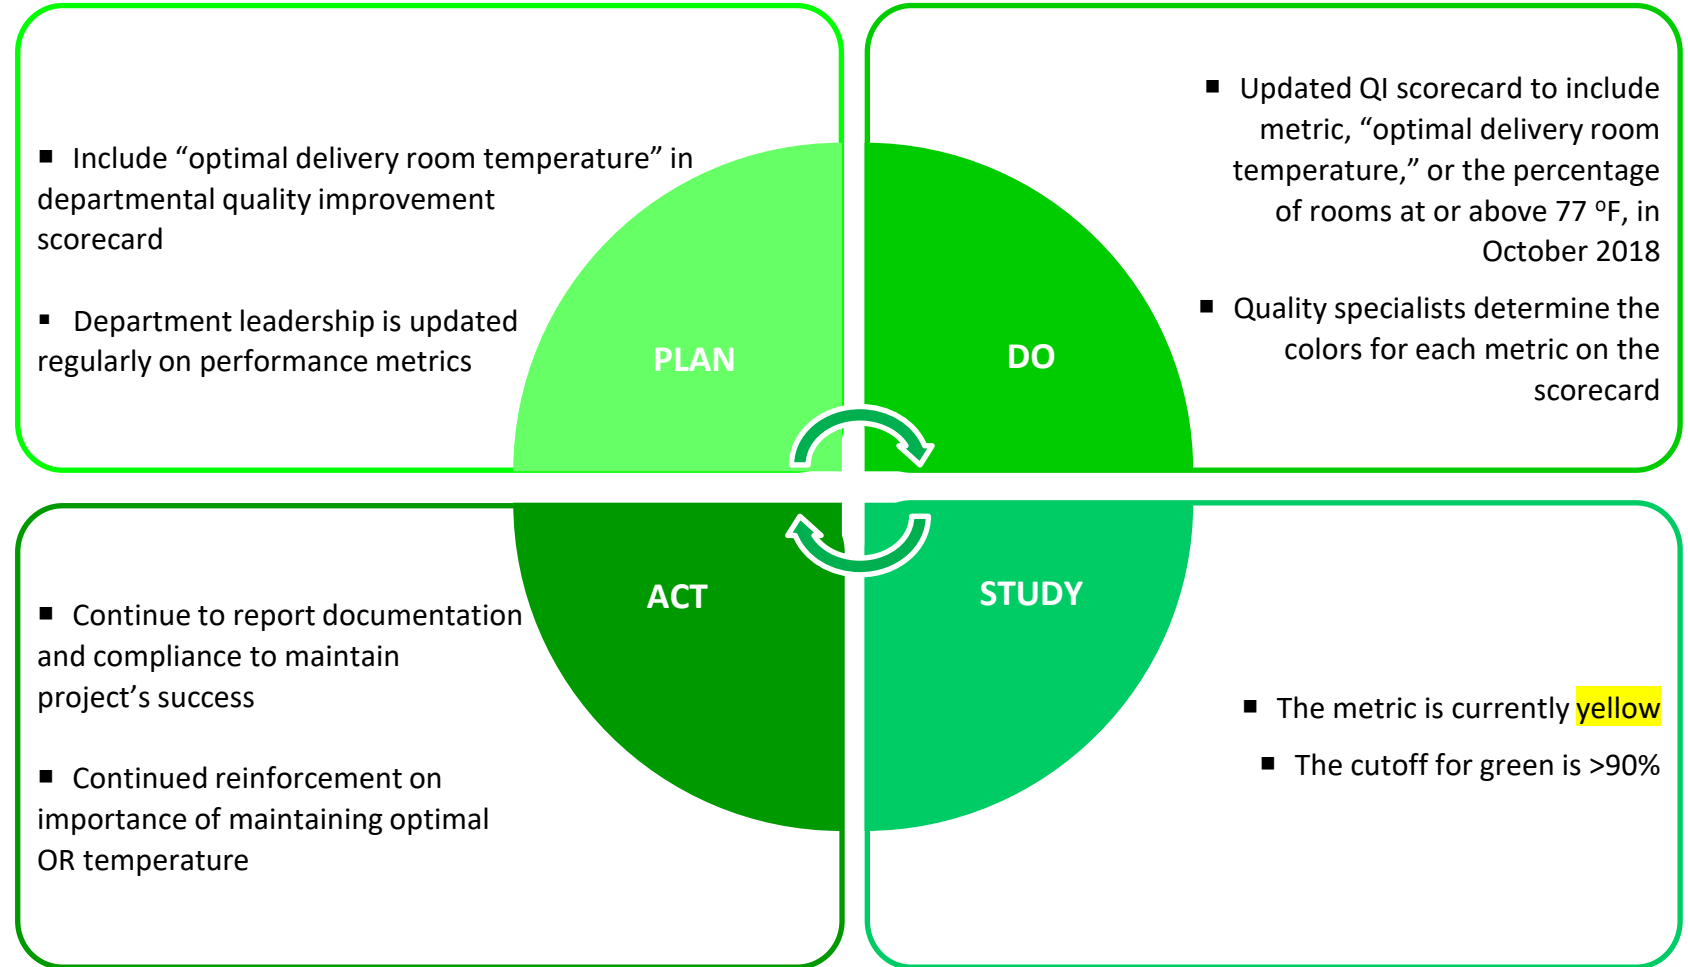 ■ Include “optimal delivery room temperature” in
departmental quality improvement
scorecard
■ Department leadership is updated
regularly on performance metrics
PLAN
■ Updated QI scorecard to include
metric, “optimal delivery room
temperature,” or the percentage
of rooms at or above 77 ºF, in
October 2018
■ Quality specialists determine the
colors for each metric on the
scorecard
DO
■ Continue to report documentation
and compliance to maintain
project’s success
■ Continued reinforcement on
importance of maintaining optimal
OR temperature
ACT
STUDY
■ The metric is currently yellow
■ The cutoff for green is >90%